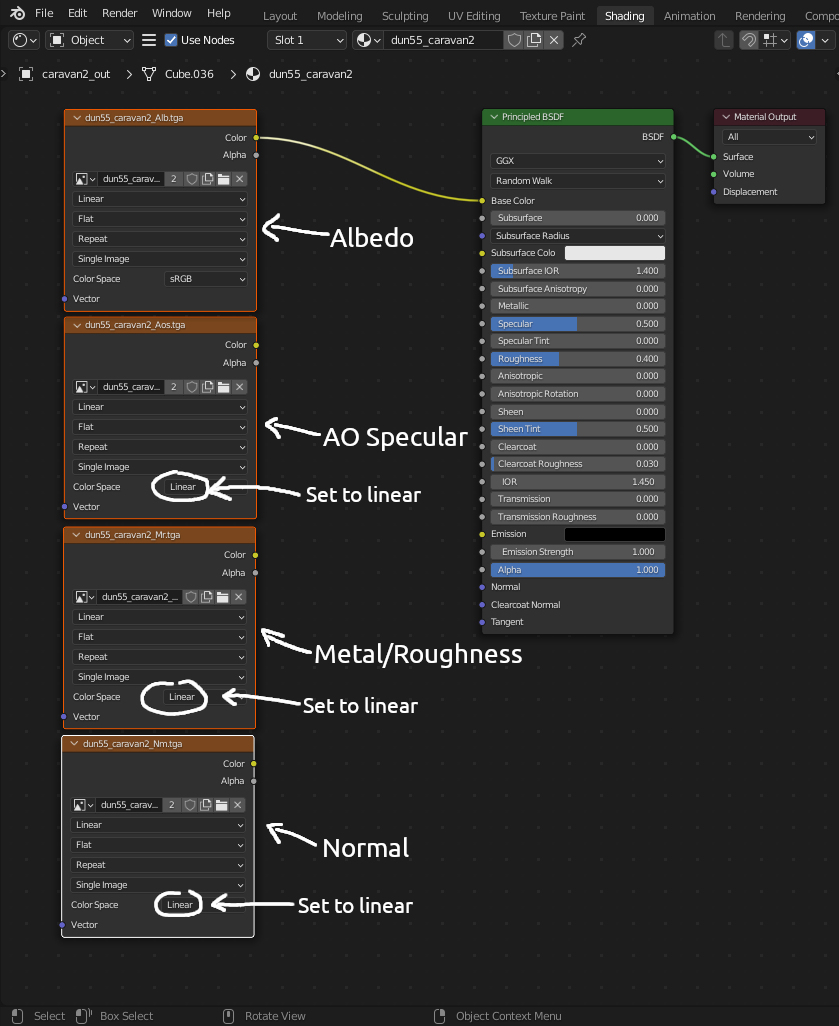 File Edit Render Window Help Layout Modeling Sculpting UV Editing Texture Paint Shading Animation Rendering Compo
Object Use Nodes Slot 1 dun55_caravan2
caravan2_out Cube.036 dun55_caravan2
dun55_caravan2_Alb.tga
Color
Alpha
dun55_carav... 2
Linear
Flat
Repeat
Single Image
Color Space sRGB
Vector
Albedo
dun55_caravan2_Aos.tga
Color
Alpha
dun55_carav... 2
Linear
Flat
Repeat
Single Image
Color Space Linear
Vector
AO Specular
Set to linear
dun55_caravan2_Mr.tga
Color
Alpha
dun55_caravan2_...
Linear
Flat
Repeat
Single Image
Color Space Linear
Vector
Metal/Roughness
Set to linear
dun55_caravan2_Nm.tga
Color
Alpha
dun55_carav... 2
Linear
Flat
Repeat
Single Image
Color Space Linear
Vector
Normal
Set to linear
Principled BSDF
BSDF
GGX
Random Walk
Base Color
Subsurface 0.000
Subsurface Radius
Subsurface Colo
Subsurface IOR 1.400
Subsurface Anisotropy 0.000
Metallic 0.000
Specular 0.500
Specular Tint 0.000
Roughness 0.400
Anisotropic 0.000
Anisotropic Rotation 0.000
Sheen 0.000
Sheen Tint 0.500
Clearcoat 0.000
Clearcoat Roughness 0.030
IOR 1.450
Transmission 0.000
Transmission Roughness 0.000
Emission
Emission Strength 1.000
Alpha 1.000
Normal
Clearcoat Normal
Tangent
Material Output
All
Surface
Volume
Displacement
Select Box Select Rotate View Object Context Menu